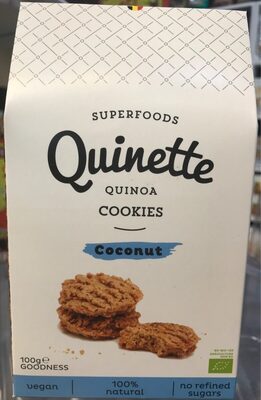 SUPERFOODS
Quinette
QUINOA
COOKIES
Coconut
100g℮
GOODNESS
vegan
100%
natural
no refined
sugars